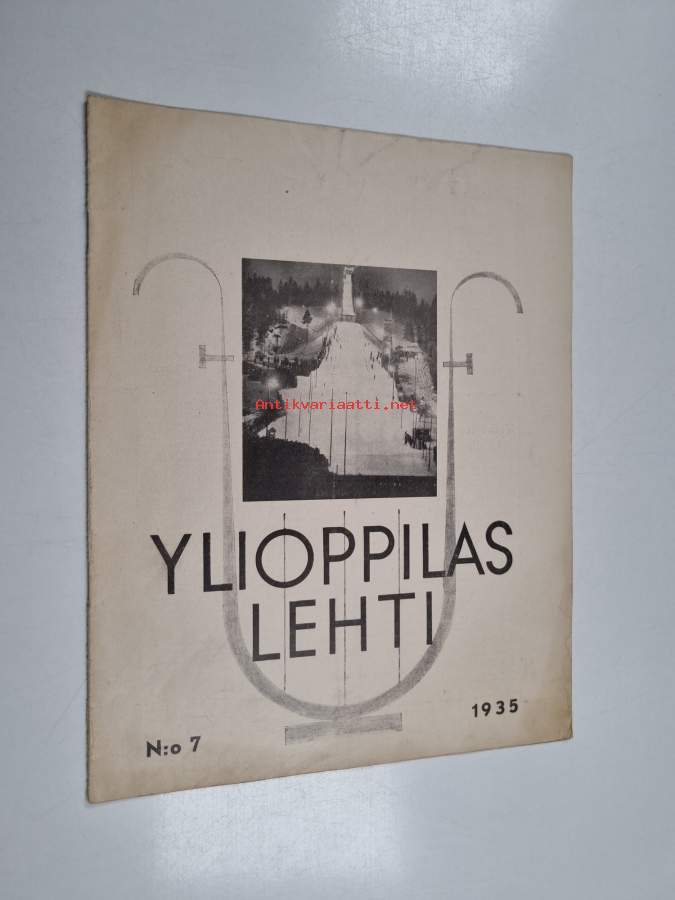 Antikvariaatti.net
YLIOPPILAS
LEHTI
N:o 7
1935